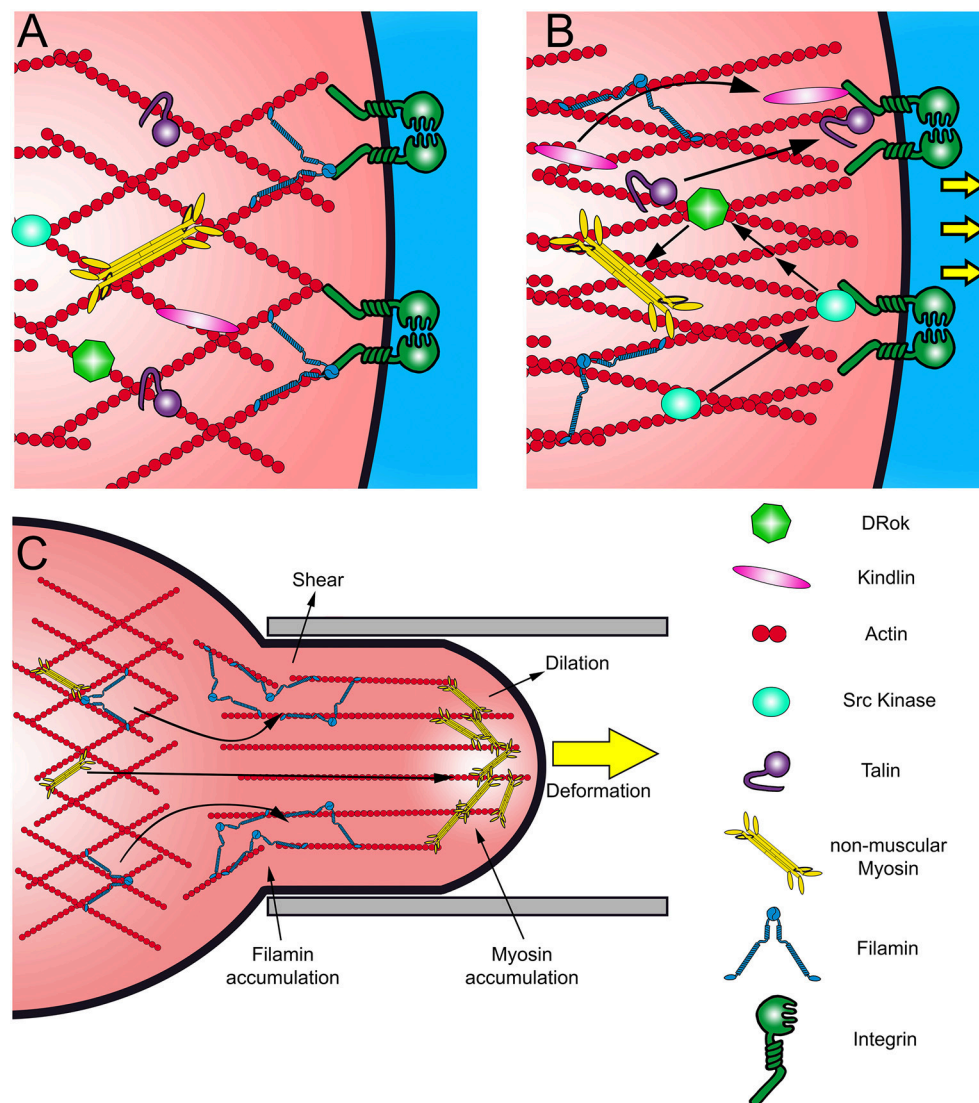 A
B
C
Shear
Dilation
Deformation
Filamin
accumulation
Myosin
accumulation
DRok
Kindlin
Actin
Src Kinase
Talin
non-muscular
Myosin
Filamin
Integrin